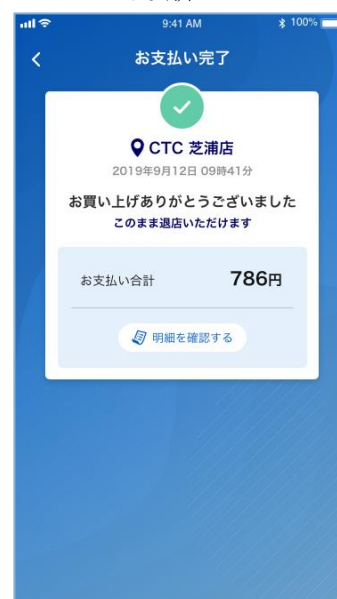 9:41 AM
100%
お支払い完了
CTC 芝浦店
2019年9月12日 09時41分
お買い上げありがとうございました
このまま退店いただけます
お支払い合計 786円
明細を確認する